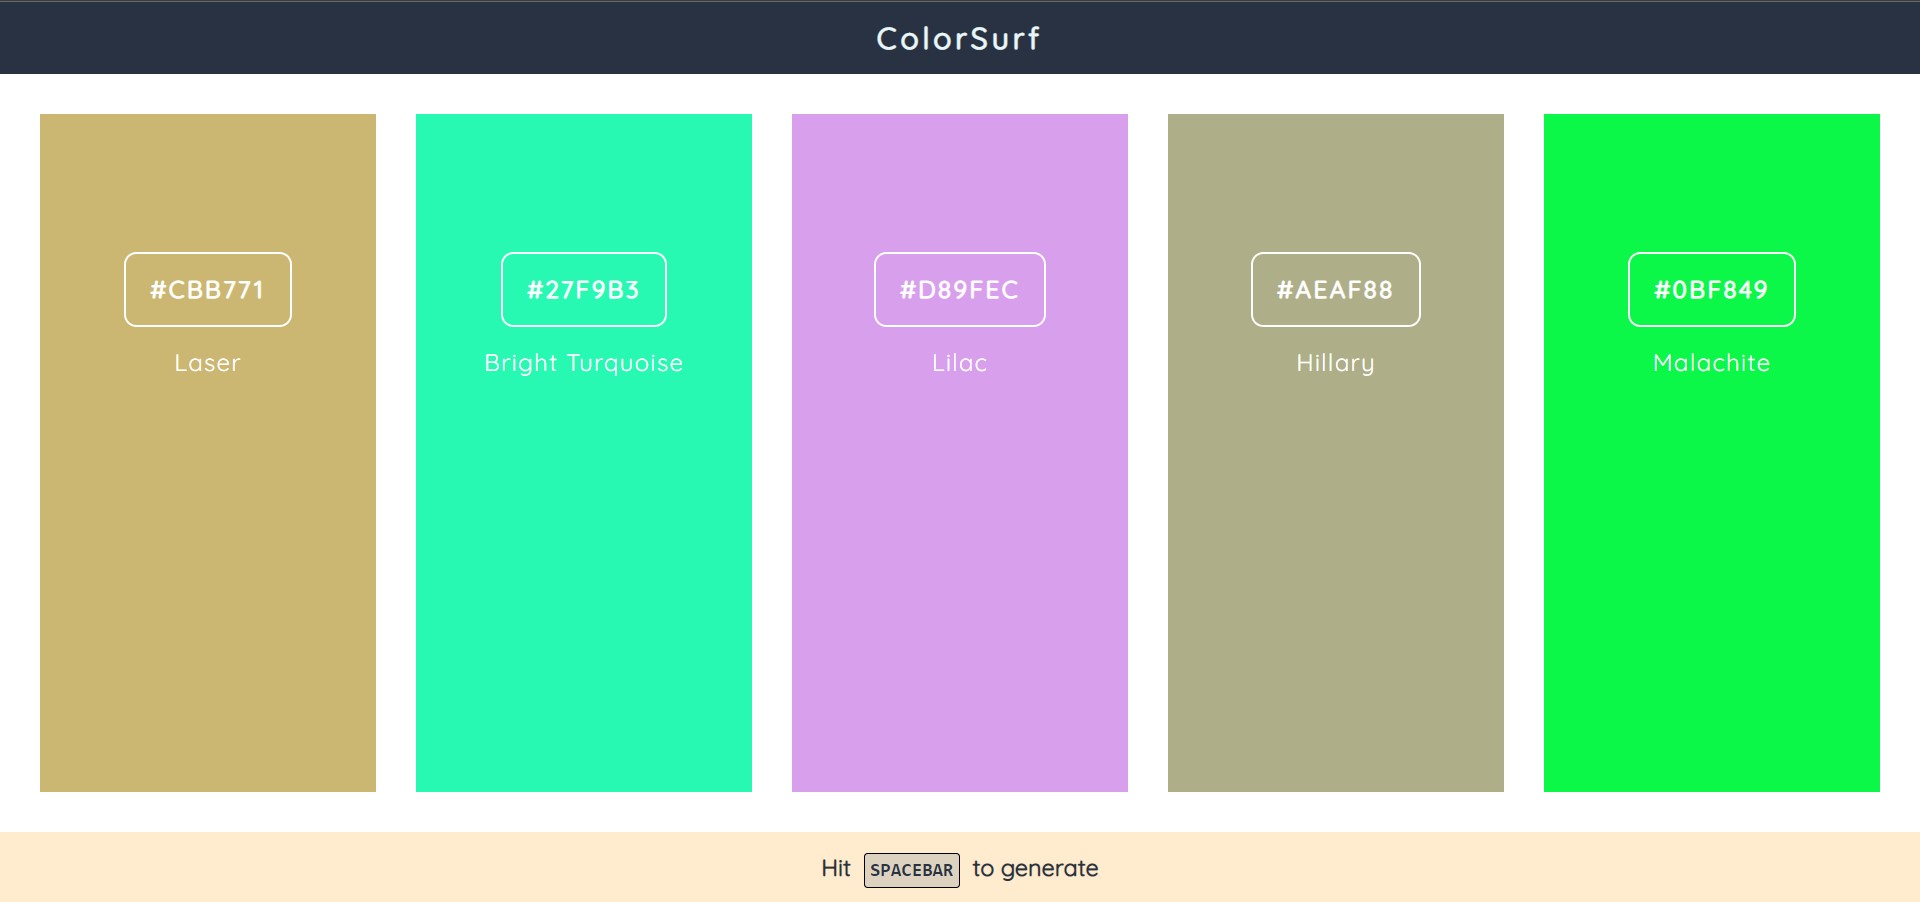 ColorSurf
#CBB771
Laser
#27F9B3
Bright Turquoise
#D89FEC
Lilac
#AEAF88
Hillary
#0BF849
Malachite
Hit SPACEBAR to generate